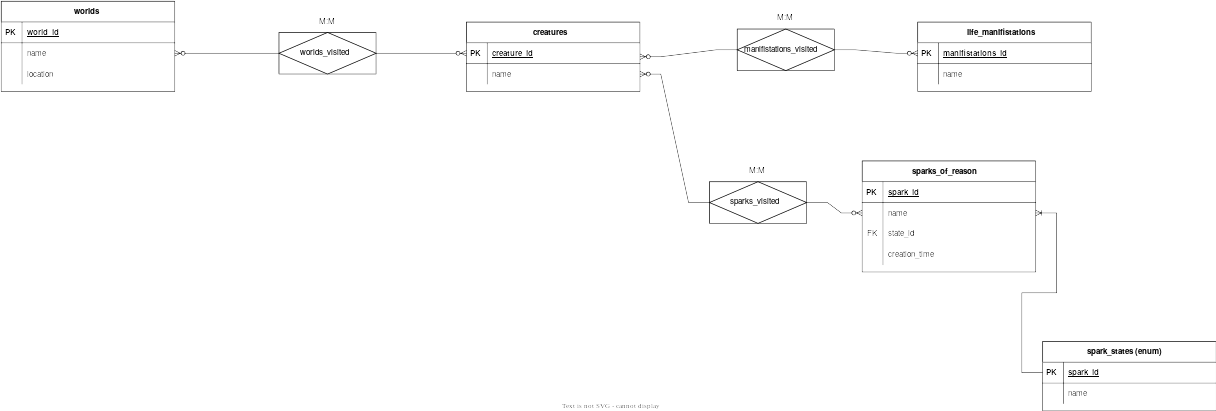 worlds
PK world_id
name
location
M:M
worlds_visited
creatures
PK creature_id
name
M:M
manifistations_visited
life_manifistations
PK manifistations_id
name
M:M
sparks_visited
sparks_of_reason
PK spark_id
name
FK state_id
creation_time
spark_states (enum)
PK spark_id
name
Text is not SVG - cannot display